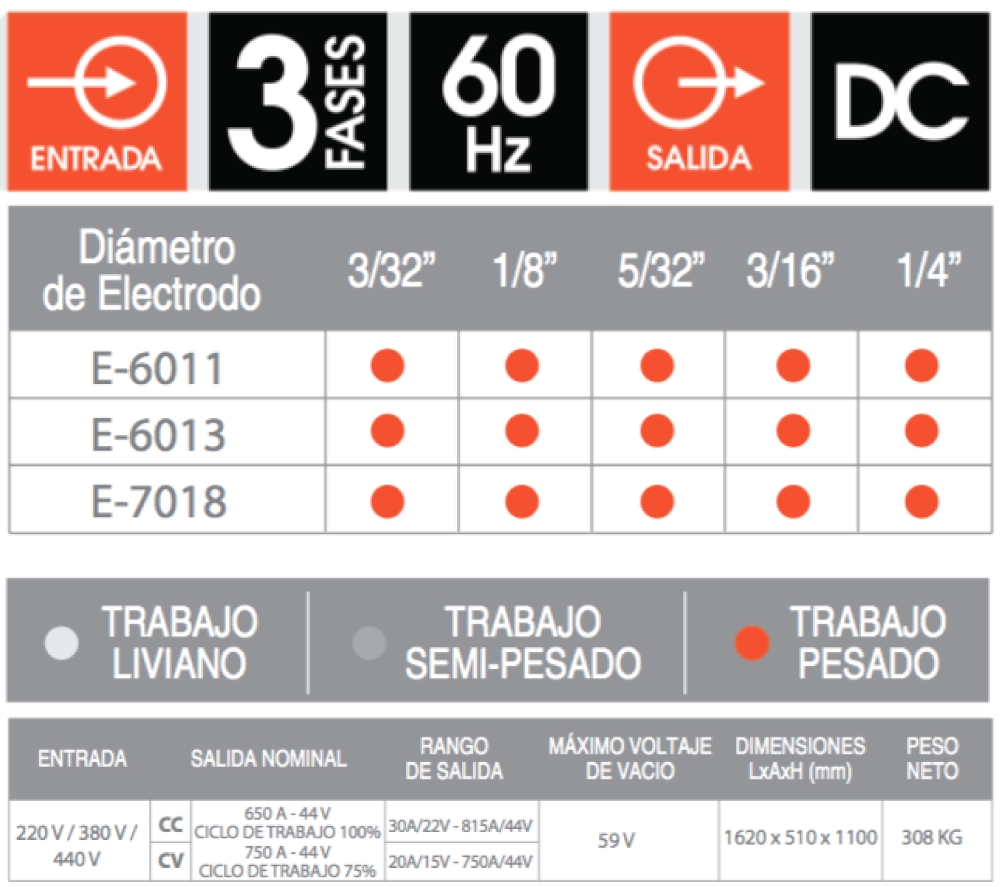 ENTRADA
3 FASES
60
Hz
SALIDA
DC
Diámetro
de Electrodo
3/32”
1/8”
5/32”
3/16”
1/4”
E-6011
E-6013
E-7018
TRABAJO
LIVIANO
TRABAJO
SEMI-PESADO
TRABAJO
PESADO
ENTRADA
SALIDA NOMINAL
RANGO
DE SALIDA
MÁXIMO VOLTAJE
DE VACIO
DIMENSIONES
LxAxH (mm)
PESO
NETO
220 V / 380 V /
440 V
CC
650 A - 44 V
CICLO DE TRABAJO 100%
30A/22V - 815A/44V
CV
750 A - 44 V
CICLO DE TRABAJO 75%
20A/15V - 750A/44V
59 V
1620 x 510 x 1100
308 KG